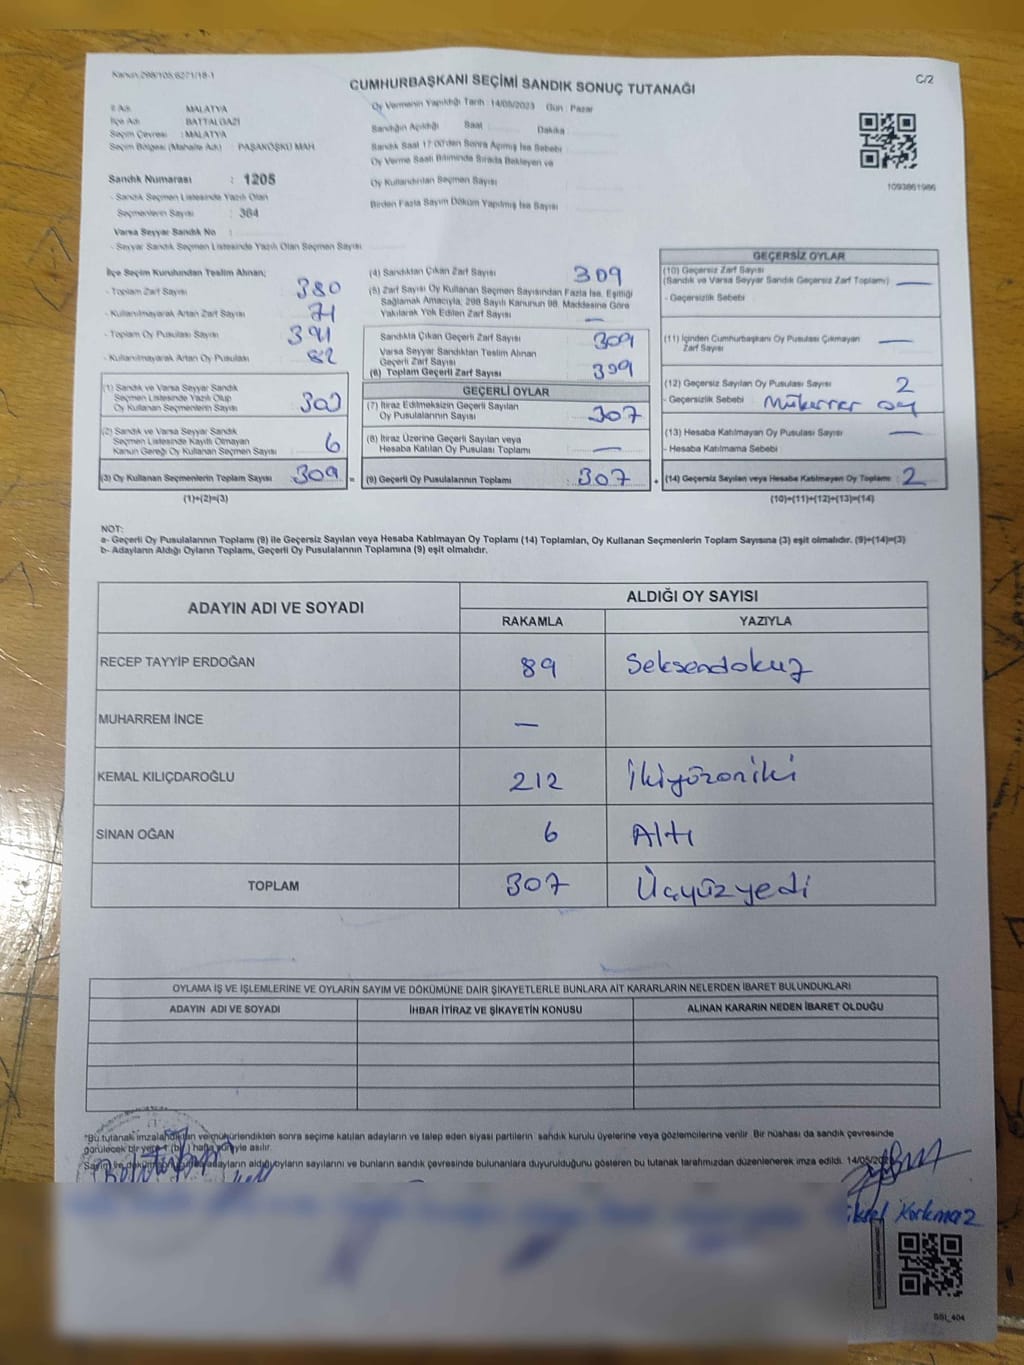 Kanun:298/105,6271/18-1
CUMHURBAŞKANI SEÇİMİ SANDIK SONUÇ TUTANAĞI
C/2
İl Adı : MALATYA
İlçe Adı : BATTALGAZİ
Seçim Çevresi : MALATYA
Seçim Bölgesi (Mahalle Adı) : PAŞAKÖŞKÜ MAH.
Sandık Numarası : 1205
- Sandık Seçmen Listesinde Yazılı Olan
Seçmenlerin Sayısı : 364
Varsa Seyyar Sandık No :
- Seyyar Sandık Seçmen Listesinde Yazılı Olan Seçmen Sayısı
Oy Vermenin Yapıldığı Tarih : 14/05/2023 Gün : Pazar
Sandığın Açıldığı Saat Dakika
Sandık Saat 17:00'den Sonra Açılmış İse Sebebi
Oy Verme Saati Bitiminde Sırada Bekleyen ve
Oy Kullandırılan Seçmen Sayısı
Birden Fazla Sayım Döküm Yapılmış İse Sayısı
1093861986
İlçe Seçim Kurulundan Teslim Alınan;
- Toplam Zarf Sayısı 380
- Kullanılmayarak Artan Zarf Sayısı 71
- Toplam Oy Pusulası Sayısı 391
- Kullanılmayarak Artan Oy Pusulası 82
(1) Sandık ve Varsa Seyyar Sandık
Seçmen Listesinde Yazılı Olup
Oy Kullanan Seçmenlerin Sayısı 303
(2) Sandık ve Varsa Seyyar Sandık
Seçmen Listesinde Kayıtlı Olmayan
Kanun Gereği Oy Kullanan Seçmen Sayısı 6
(3) Oy Kullanan Seçmenlerin Toplam Sayısı 309 =
(1)+(2)=(3)
(4) Sandıktan Çıkan Zarf Sayısı 309
(5) Zarf Sayısı Oy Kullanan Seçmen Sayısından Fazla İse, Eşitliği
Sağlamak Amacıyla, 298 Sayılı Kanunun 98. Maddesine Göre
Yakılarak Yok Edilen Zarf Sayısı —
Sandıkta Çıkan Geçerli Zarf Sayısı 309
Varsa Seyyar Sandıktan Teslim Alınan
Geçerli Zarf Sayısı
(6) Toplam Geçerli Zarf Sayısı 309
GEÇERLİ OYLAR
(7) İtiraz Edilmeksizin Geçerli Sayılan
Oy Pusulalarının Sayısı 307
(8) İtiraz Üzerine Geçerli Sayılan veya
Hesaba Katılan Oy Pusulası Toplamı —
(9) Geçerli Oy Pusulalarının Toplamı 307 +
GEÇERSİZ OYLAR
(10) Geçersiz Zarf Sayısı
(Sandık ve Varsa Seyyar Sandık Geçersiz Zarf Toplamı) —
- Geçersizlik Sebebi
(11) İçinden Cumhurbaşkanı Oy Pusulası Çıkmayan
Zarf Sayısı —
(12) Geçersiz Sayılan Oy Pusulası Sayısı 2
- Geçersizlik Sebebi Mükerrer oy
(13) Hesaba Katılmayan Oy Pusulası Sayısı —
- Hesaba Katılmama Sebebi
(14) Geçersiz Sayılan veya Hesaba Katılmayan Oy Toplamı : 2
(10)+(11)+(12)+(13)=(14)
NOT:
a- Geçerli Oy Pusulalarının Toplamı (9) ile Geçersiz Sayılan veya Hesaba Katılmayan Oy Toplamı (14) Toplamları, Oy Kullanan Seçmenlerin Toplam Sayısına (3) eşit olmalıdır. (9)+(14)=(3)
b- Adayların Aldığı Oyların Toplamı, Geçerli Oy Pusulalarının Toplamına (9) eşit olmalıdır.
ADAYIN ADI VE SOYADI
ALDIĞI OY SAYISI
RAKAMLA YAZIYLA
RECEP TAYYİP ERDOĞAN 89 Seksendokuz
MUHARREM İNCE —
KEMAL KILIÇDAROĞLU 212 İkiyüzoniki
SİNAN OĞAN 6 Altı
TOPLAM 307 Üçyüzyedi
OYLAMA İŞ VE İŞLEMLERİNE VE OYLARIN SAYIM VE DÖKÜMÜNE DAİR ŞİKAYETLERLE BUNLARA AİT KARARLARIN NELERDEN İBARET BULUNDUKLARI
ADAYIN ADI VE SOYADI İHBAR İTİRAZ VE ŞİKAYETİN KONUSU ALINAN KARARIN NEDEN İBARET OLDUĞU
*Bu tutanak imzalandıktan ve mühürlendikten sonra seçime katılan adayların ve talep eden siyasi partilerin sandık kurulu üyelerine veya gözlemcilerine verilir. Bir nüshası da sandık çevresinde
görülecek bir yere 1 (bir) hafta süreyle asılır.
adayların aldığı oyların sayılarını ve bunların sandık çevresinde bulunanlara duyurulduğunu gösteren bu tutanak tarafımızdan düzenlenerek imza edildi. 14/05/2023
Korkmaz
SSI_404